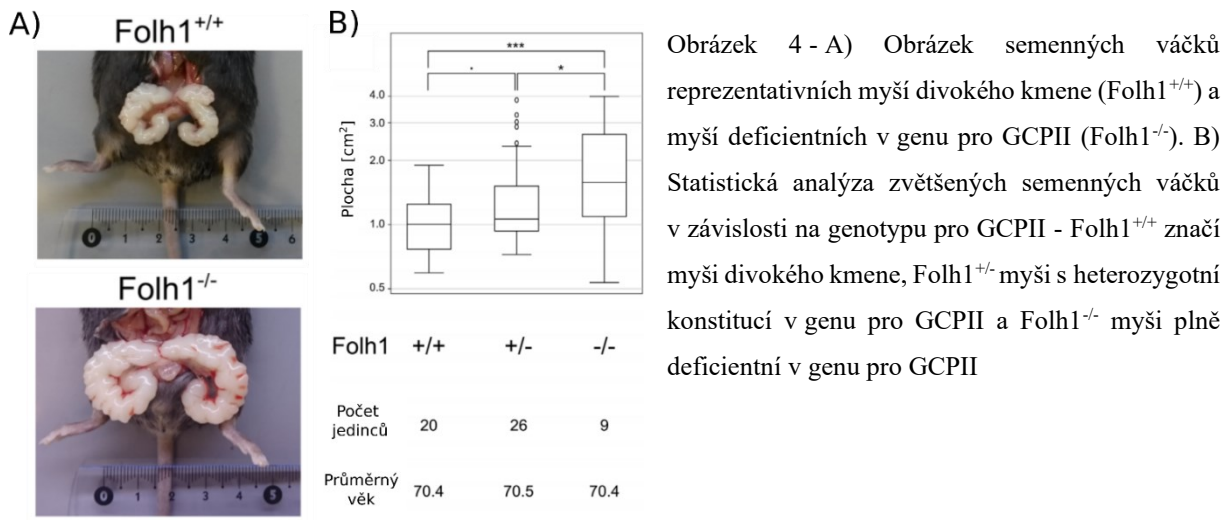 A)
Folh1+/+
0 1 2 3 4 5 6
Folh1-/-
0 1 2 3 4 5
B)
***
. *
Plocha [cm2]
4.0
3.0
2.0
1.0
0.5
Folh1 +/+ +/- -/-
Počet
jedinců 20 26 9
Průměrný
věk 70.4 70.5 70.4
Obrázek 4 - A) Obrázek semenných váčků
reprezentativních myší divokého kmene (Folh1+/+) a
myší deficientních v genu pro GCPII (Folh1-/-). B)
Statistická analýza zvětšených semenných váčků
v závislosti na genotypu pro GCPII - Folh1+/+ značí
myši divokého kmene, Folh1+/- myši s heterozygotní
konstitucí v genu pro GCPII a Folh1-/- myši plně
deficientní v genu pro GCPII